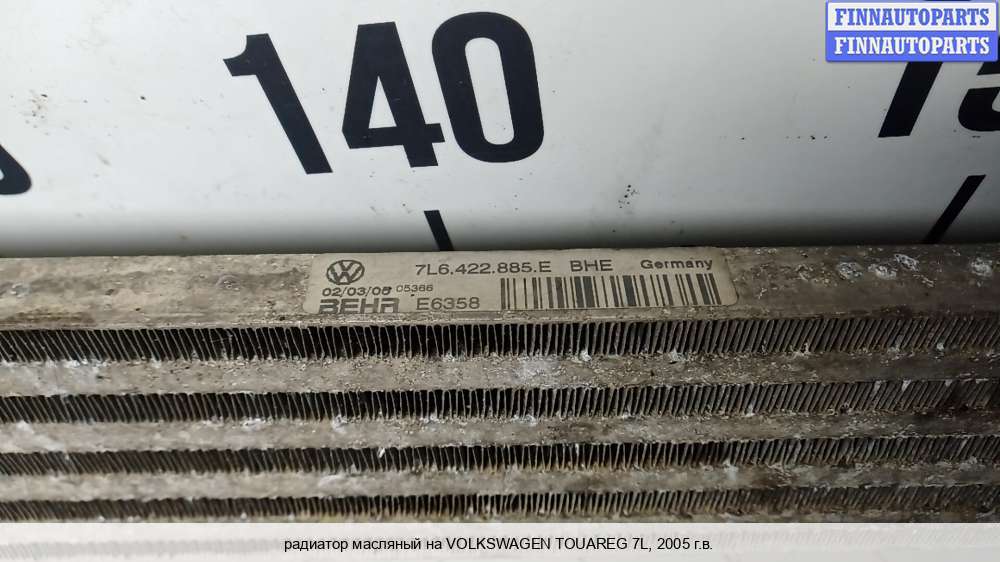 FINNAUTOPARTS
FINNAUTOPARTS
140
7L6.422.885.E BHE Germany
02/03/06 05366
BEHR E6358
радиатор масляный на VOLKSWAGEN TOUAREG 7L, 2005 г.в.